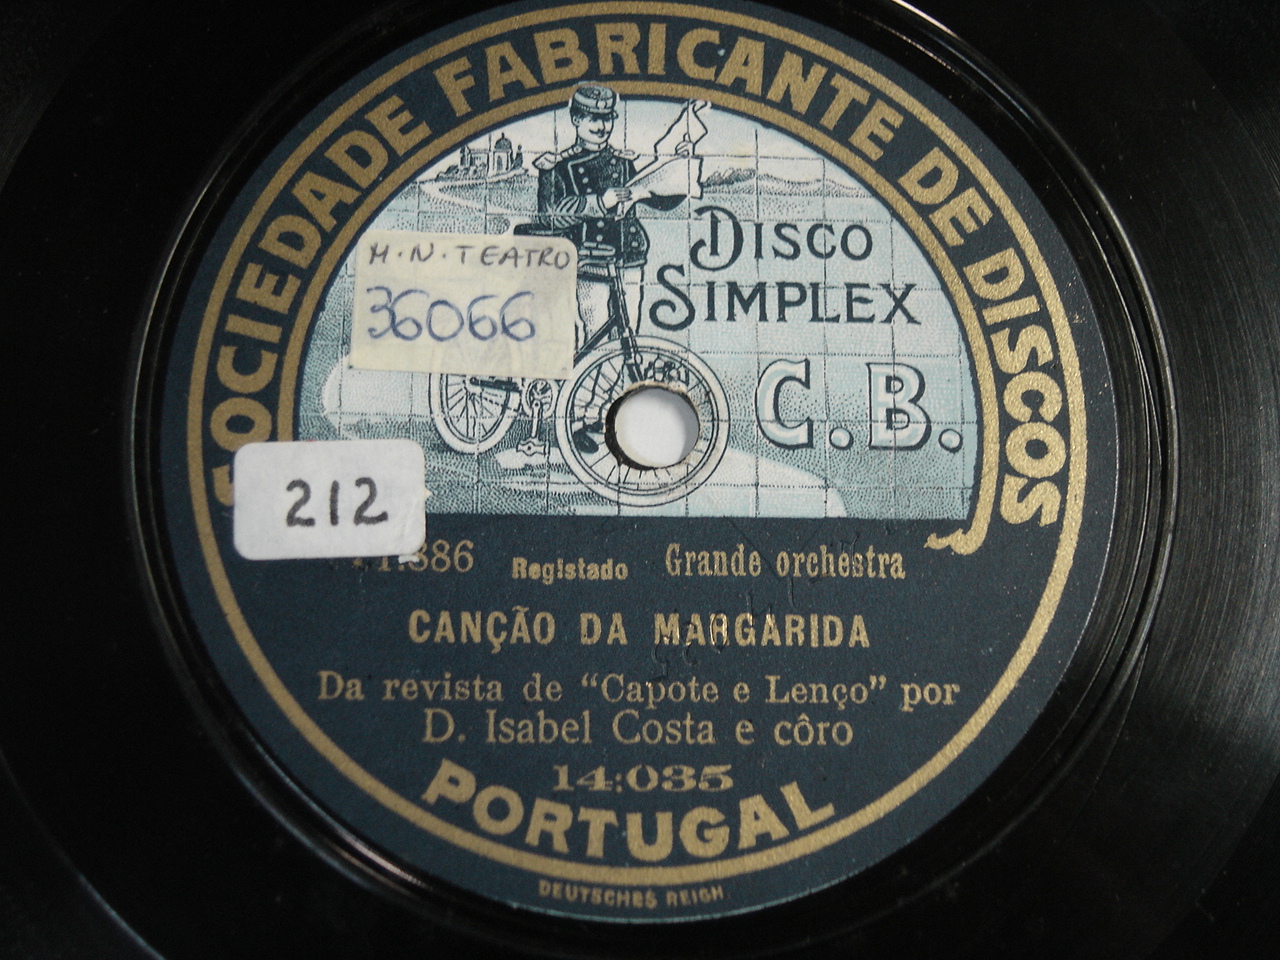 SOCIEDADE FABRICANTE DE DISCOS
DISCO
SIMPLEX
C.B.
M.N.TEATRO
36066
212
Registado Grande orchestra
CANÇÃO DA MARGARIDA
Da revista de “Capote e Lenço” por
D. Isabel Costa e côro
14:035
PORTUGAL
DEUTSCHES REICH